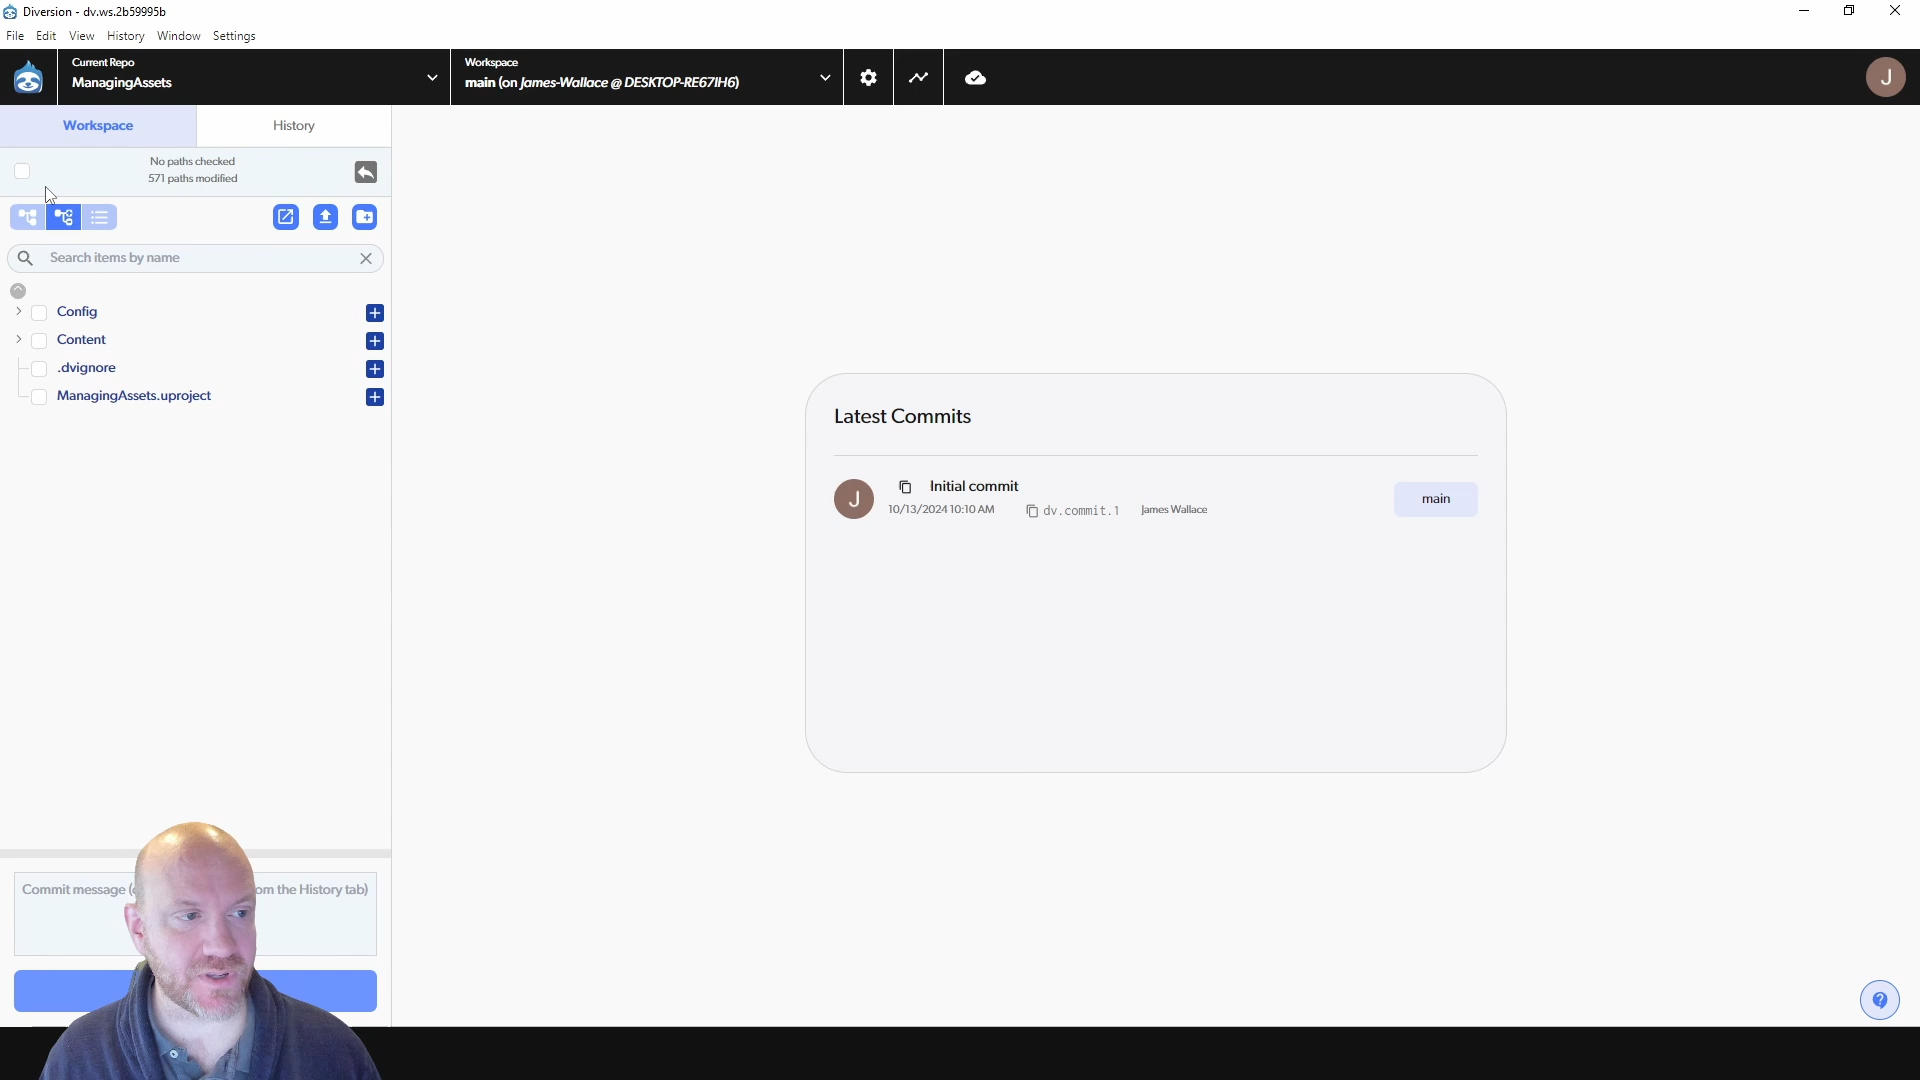 Diversion - dv.ws.2b59995b
File Edit View History Window Settings
Current Repo
ManagingAssets
Workspace
main (on James-Wallace @ DESKTOP-RE67IH6)
J
Workspace
History
No paths checked
571 paths modified
Search items by name
Config
Content
.dvignore
ManagingAssets.uproject
Latest Commits
J
Initial commit
10/13/2024 10:10 AM dv.commit.1 James Wallace
main
Commit message ( om the History tab)